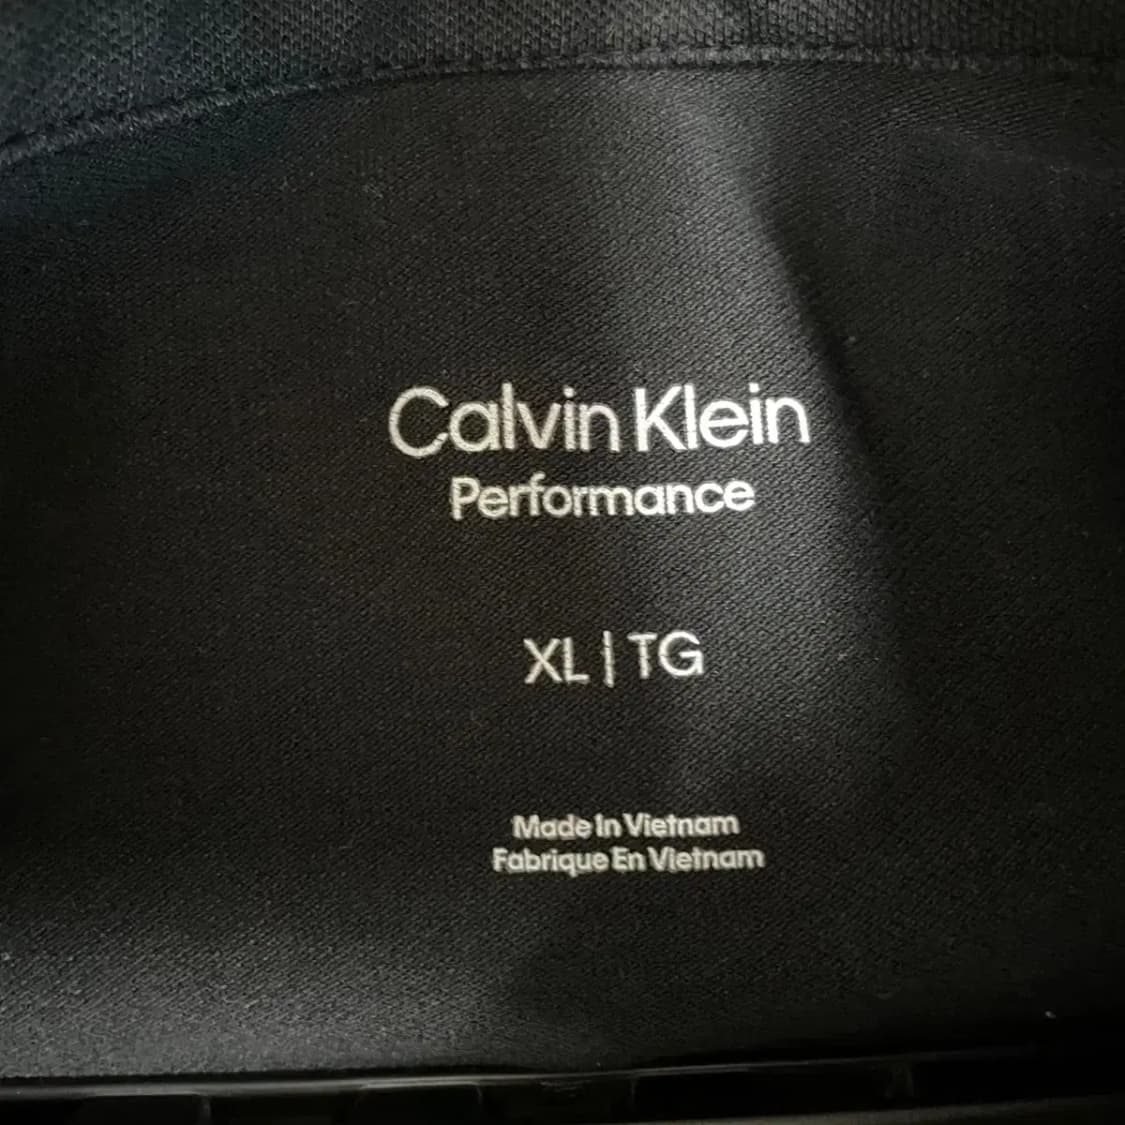 Calvin Klein
Performance
XL | TG
Made In Vietnam
Fabrique En Vietnam